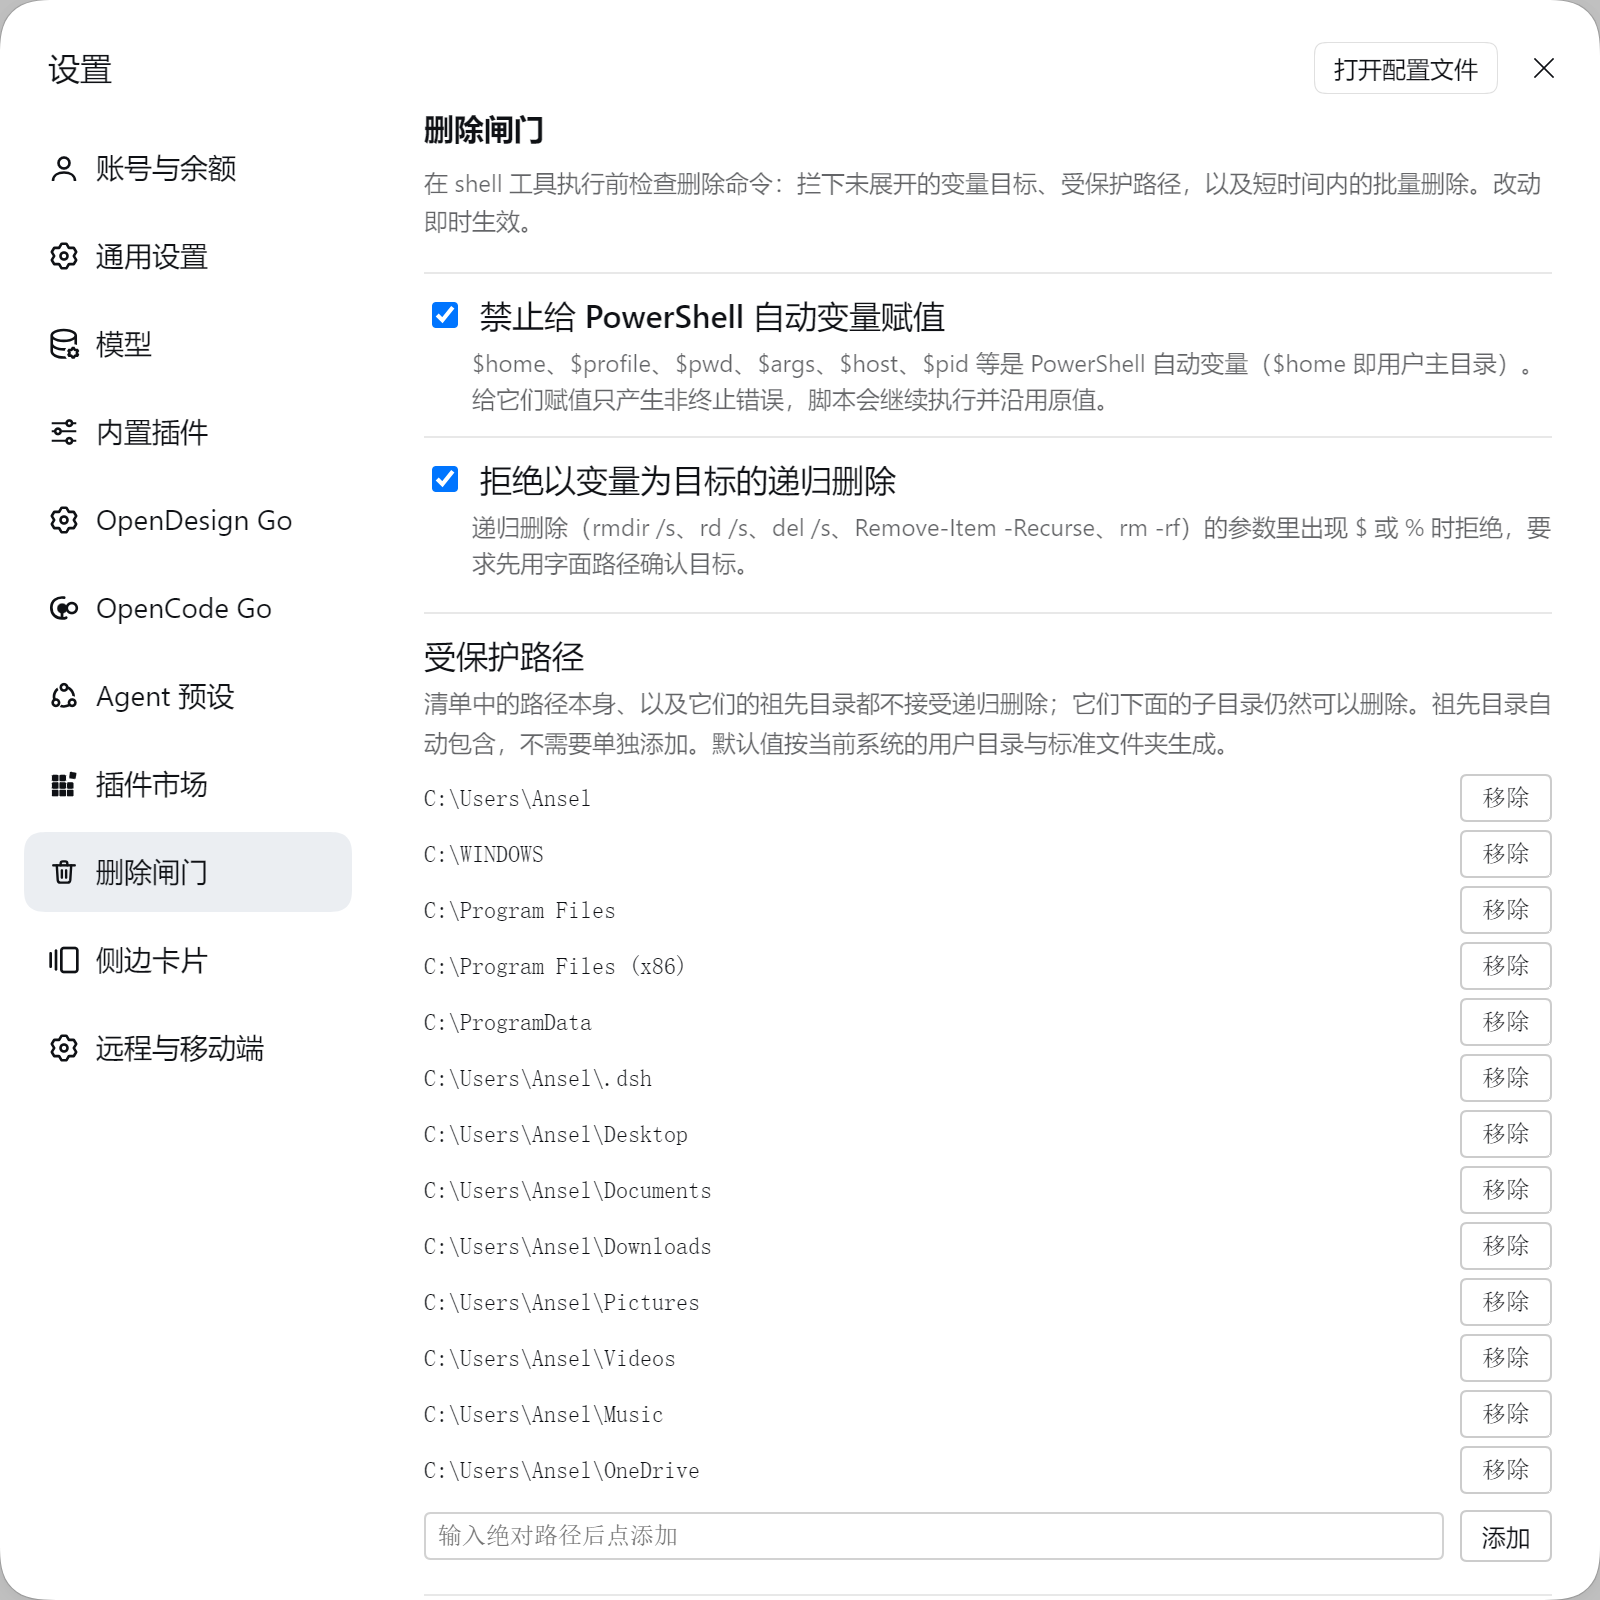 设置
打开配置文件
账号与余额
通用设置
模型
内置插件
OpenDesign Go
OpenCode Go
Agent 预设
插件市场
删除闸门
侧边卡片
远程与移动端
删除闸门
在 shell 工具执行前检查删除命令：拦下未展开的变量目标、受保护路径，以及短时间内的批量删除。改动
即时生效。
禁止给 PowerShell 自动变量赋值
$home、$profile、$pwd、$args、$host、$pid 等是 PowerShell 自动变量（$home 即用户主目录）。
给它们赋值只产生非终止错误，脚本会继续执行并沿用原值。
拒绝以变量为目标的递归删除
递归删除（rmdir /s、rd /s、del /s、Remove-Item -Recurse、rm -rf）的参数里出现 $ 或 % 时拒绝，要
求先用字面路径确认目标。
受保护路径
清单中的路径本身、以及它们的祖先目录都不接受递归删除；它们下面的子目录仍然可以删除。祖先目录自
动包含，不需要单独添加。默认值按当前系统的用户目录与标准文件夹生成。
C:\Users\Ansel 移除
C:\WINDOWS 移除
C:\Program Files 移除
C:\Program Files (x86) 移除
C:\ProgramData 移除
C:\Users\Ansel\.dsh 移除
C:\Users\Ansel\Desktop 移除
C:\Users\Ansel\Documents 移除
C:\Users\Ansel\Downloads 移除
C:\Users\Ansel\Pictures 移除
C:\Users\Ansel\Videos 移除
C:\Users\Ansel\Music 移除
C:\Users\Ansel\OneDrive 移除
输入绝对路径后点添加 添加